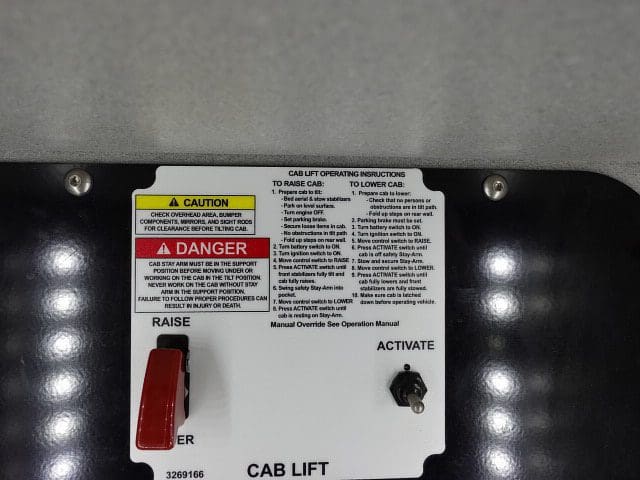 CAB LIFT OPERATING INSTRUCTIONS
CAUTION
CHECK OVERHEAD AREA, BUMPER
COMPONENTS, MIRRORS, AND SIGHT RODS
FOR CLEARANCE BEFORE TILTING CAB.
DANGER
CAB STAY ARM MUST BE IN THE SUPPORT
POSITION BEFORE MOVING UNDER OR
WORKING ON THE CAB IN THE TILT POSITION.
NEVER WORK ON THE CAB WITHOUT STAY
ARM IN THE SUPPORT POSITION.
FAILURE TO FOLLOW PROPER PROCEDURES CAN
RESULT IN INJURY OR DEATH.
TO RAISE CAB:
1. Prepare cab to tilt:
- Bed aerial & stow stabilizers
- Park on level surface.
- Turn engine OFF.
- Set parking brake.
- Secure loose items in cab.
- No obstructions in tilt path
- Fold up steps on rear wall.
2. Turn battery switch to ON.
3. Turn ignition switch to ON.
4. Move control switch to RAISE
5. Press ACTIVATE switch until
front stabilizers fully tilt and
cab fully raises.
6. Swing safety Stay-Arm into
pocket.
7. Move control switch to LOWER
8. Press ACTIVATE switch until
cab is resting on Stay-Arm.
TO LOWER CAB:
1. Prepare cab to lower:
- Check that no persons or
obstructions are in tilt path.
- Fold up steps on rear wall.
2. Parking brake must be set.
3. Turn battery switch to ON.
4. Turn ignition switch to ON.
5. Move control switch to RAISE.
6. Press ACTIVATE switch until
cab is off safety Stay-Arm.
7. Stow and secure Stay-Arm.
8. Move control switch to LOWER.
9. Press ACTIVATE switch until
cab fully lowers and front
stabilizers are fully stowed.
10. Make sure cab is latched
down before operating vehicle.
Manual Override See Operation Manual
RAISE
ACTIVATE
ER
3269166
CAB LIFT